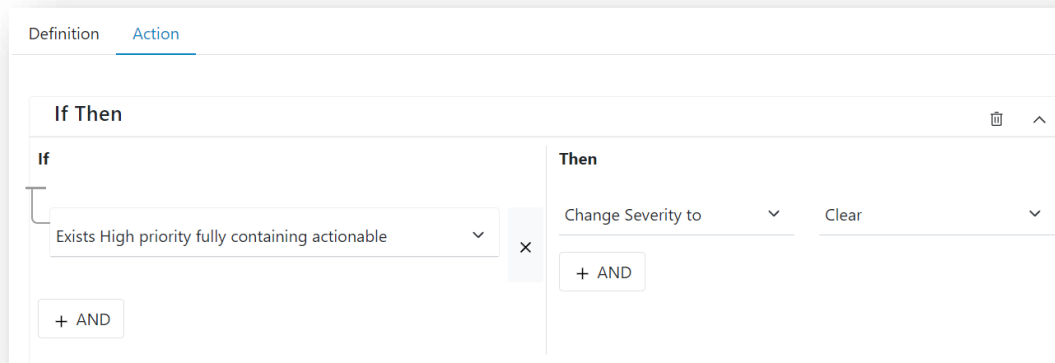 Definition Action
If Then
If
Then
Exists High priority fully containing actionable
Change Severity to Clear
+ AND
+ AND